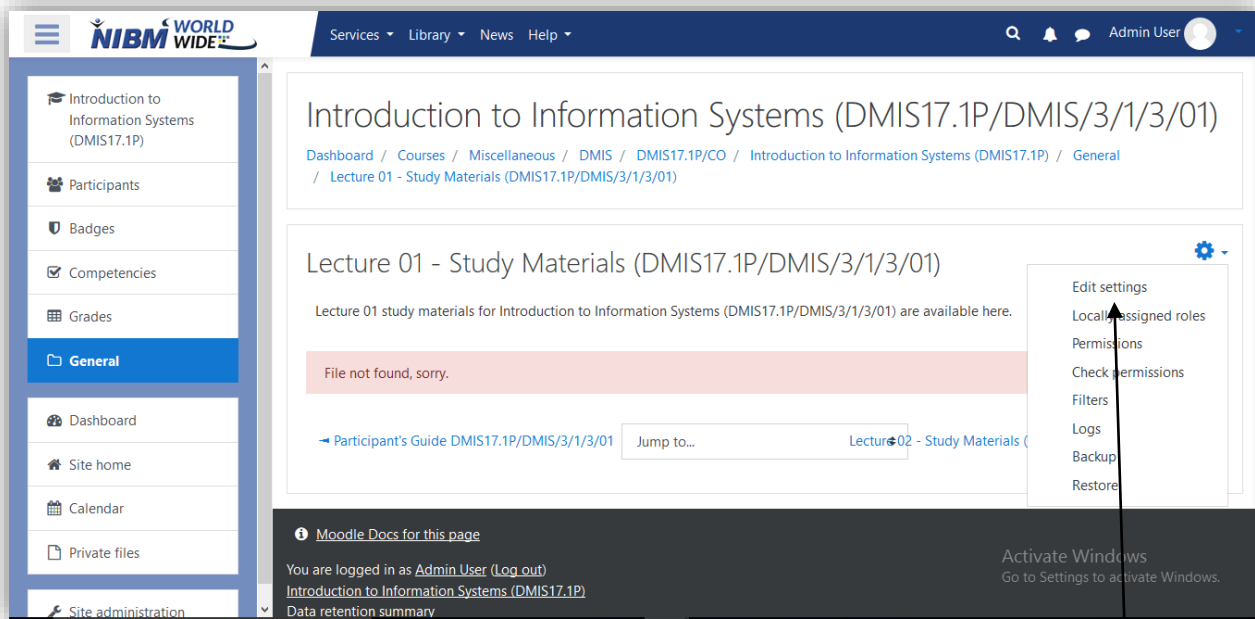 NIBM WORLD WIDE
Services Library News Help
Admin User
Introduction to
Information Systems
(DMIS17.1P)
Participants
Badges
Competencies
Grades
General
Dashboard
Site home
Calendar
Private files
Site administration
Introduction to Information Systems (DMIS17.1P/DMIS/3/1/3/01)
Dashboard / Courses / Miscellaneous / DMIS / DMIS17.1P/CO / Introduction to Information Systems (DMIS17.1P) / General
/ Lecture 01 - Study Materials (DMIS17.1P/DMIS/3/1/3/01)
Lecture 01 - Study Materials (DMIS17.1P/DMIS/3/1/3/01)
Lecture 01 study materials for Introduction to Information Systems (DMIS17.1P/DMIS/3/1/3/01) are available here.
File not found, sorry.
◄ Participant's Guide DMIS17.1P/DMIS/3/1/3/01
Jump to...
Lecture 02 - Study Materials (
Edit settings
Locally assigned roles
Permissions
Check permissions
Filters
Logs
Backup
Restore
Moodle Docs for this page
You are logged in as Admin User (Log out)
Introduction to Information Systems (DMIS17.1P)
Data retention summary
Activate Windows
Go to Settings to activate Windows.